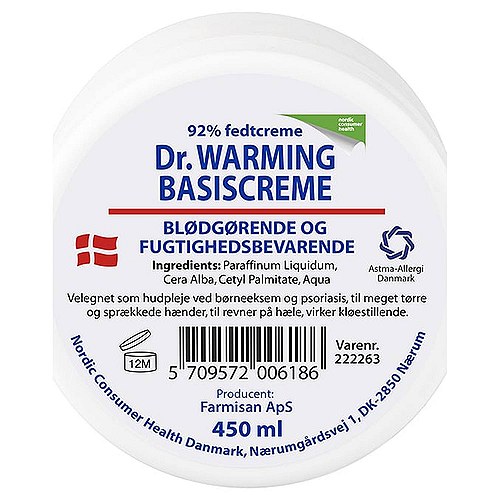 nordic
consumer
health
92% fedtcreme
Dr. WARMING
BASISCREME
BLØDGØRENDE OG
FUGTIGHEDSBEVARENDE
Ingredients: Paraffinum Liquidum,
Cera Alba, Cetyl Palmitate, Aqua
Astma-Allergi
Danmark
Velegnet som hudpleje ved børneeksem og psoriasis, til meget tørre
og sprækkede hænder, til revner på hæle, virker kløestillende.
12M
5 709572 006186
Varenr.
222263
Producent:
Farmisan ApS
450 ml
Nordic Consumer Health Danmark, Nærumgårdsvej 1, DK-2850 Nærum